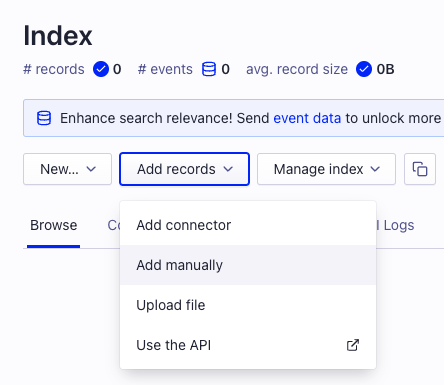 Index
# records 0 # events 0 avg. record size 0B
Enhance search relevance! Send event data to unlock more
New... Add records Manage index
Browse Logs
Add connector
Add manually
Upload file
Use the API